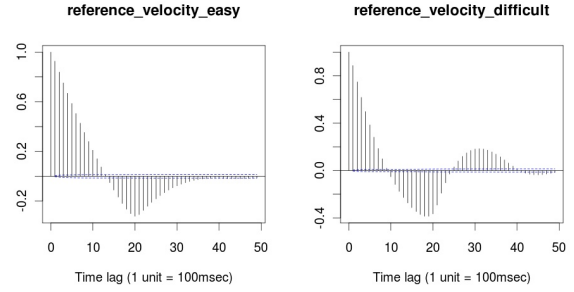 reference_velocity_easy
1.0
0.6
0.2
-0.2
0 10 20 30 40 50
Time lag (1 unit = 100msec)
reference_velocity_difficult
0.8
0.4
0.0
-0.4
0 10 20 30 40 50
Time lag (1 unit = 100msec)